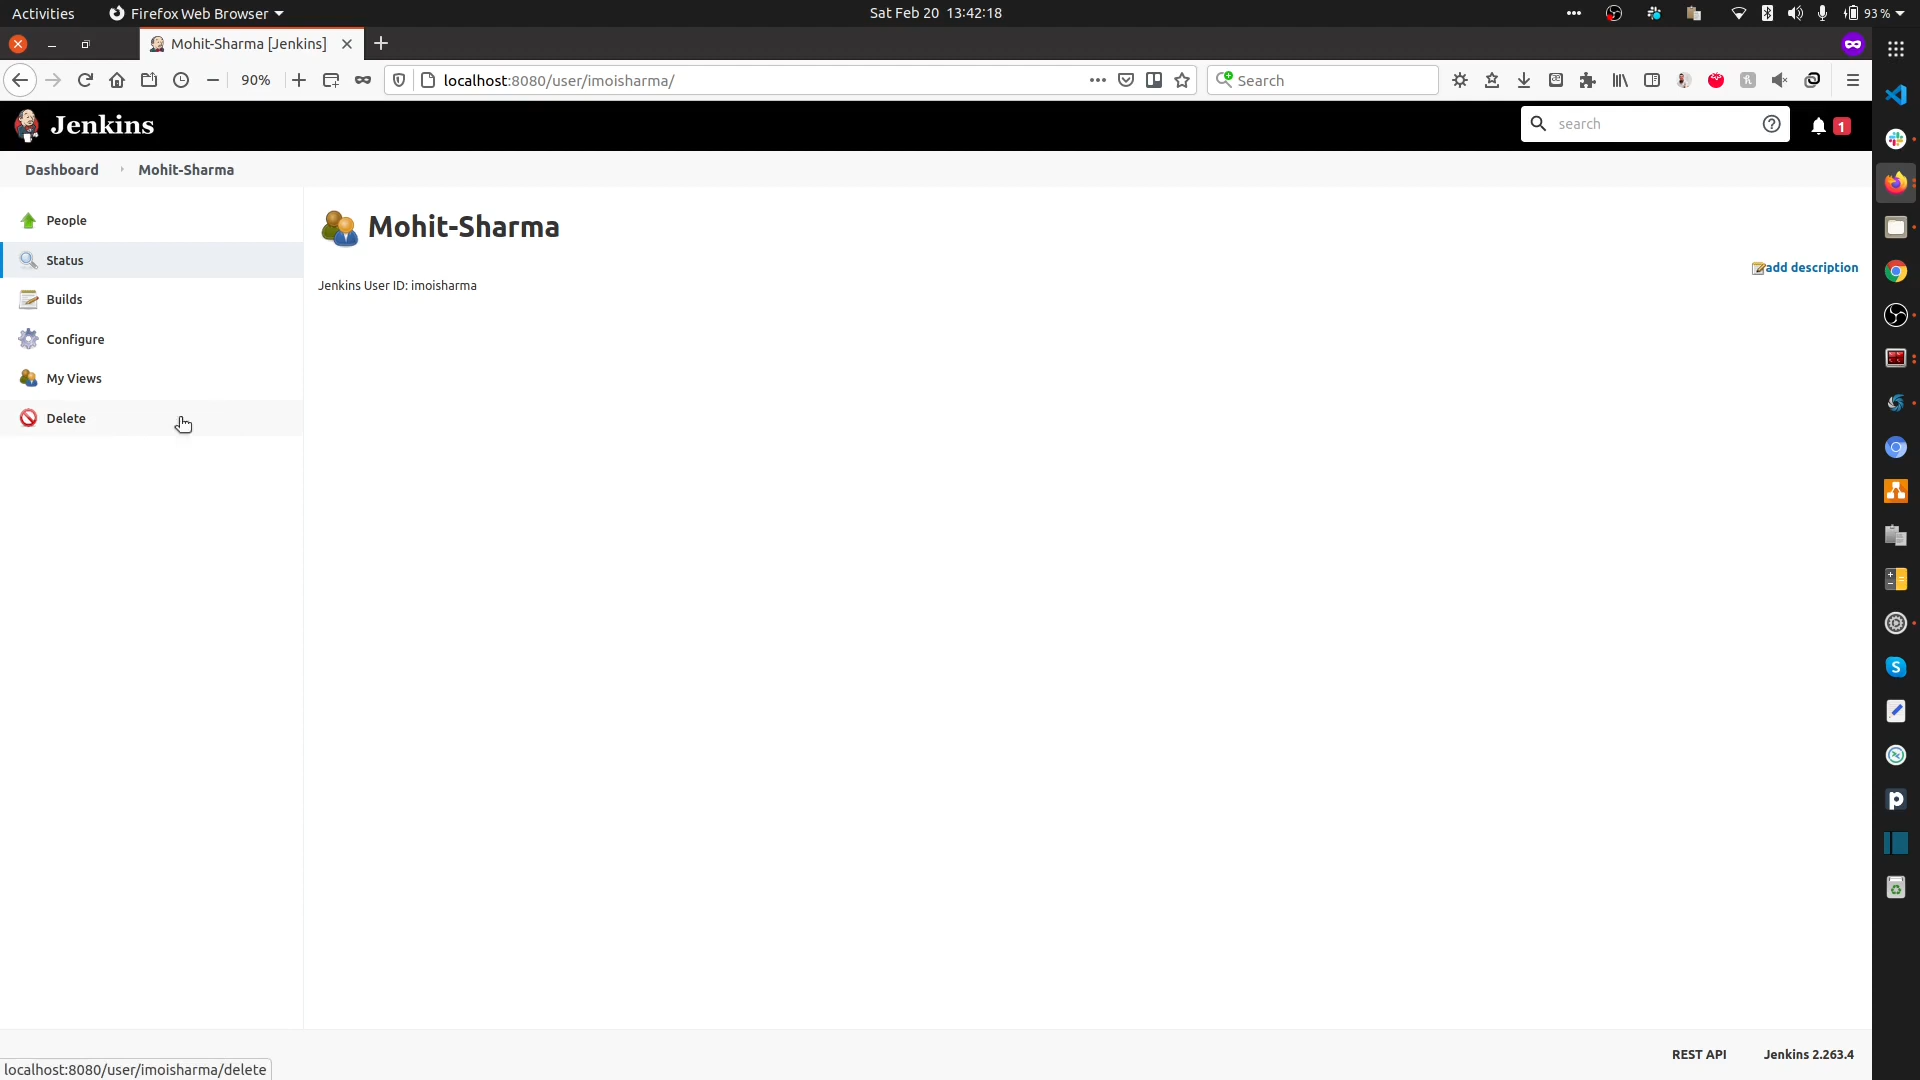 Activities Firefox Web Browser Sat Feb 20 13:42:18 93 %
Mohit-Sharma [Jenkins]
90% localhost:8080/user/imoisharma/ Search
Jenkins search 1
Dashboard Mohit-Sharma
People
Status
Builds
Configure
My Views
Delete
Mohit-Sharma
add description
Jenkins User ID: imoisharma
REST API Jenkins 2.263.4
localhost:8080/user/imoisharma/delete